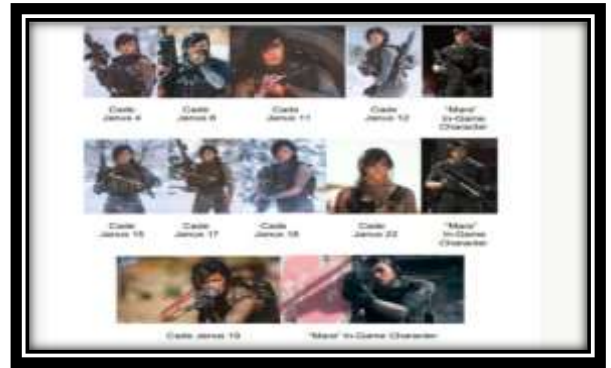 Cade Cade Cade Cade "Mara"
Janus 4 Janus 6 Janus 11 Janus 12 In-Game
Character
Cade Cade Cade Cade "Mara"
Janus 15 Janus 17 Janus 18 Janus 22 In-Game
Character
Cade Janus 19 "Mara" In-Game Character